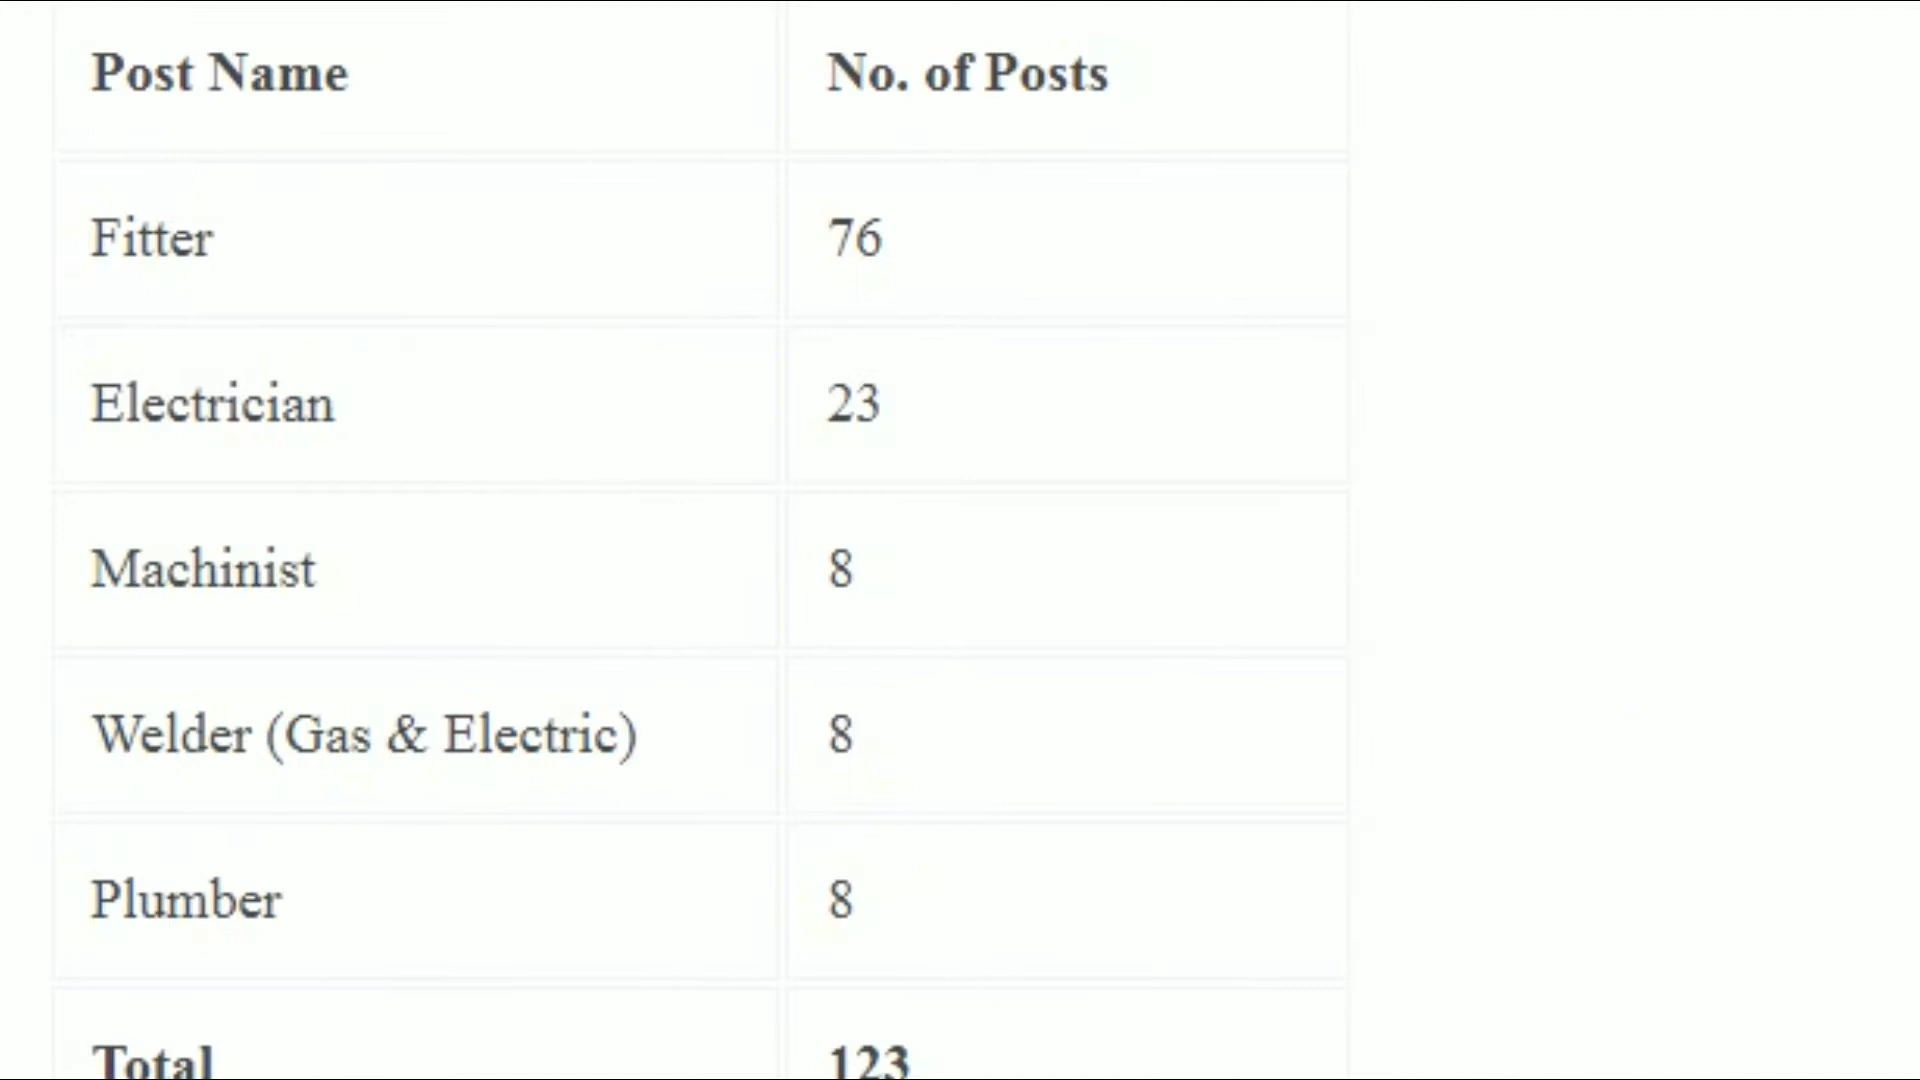 Post Name No. of Posts
Fitter 76
Electrician 23
Machinist 8
Welder (Gas & Electric) 8
Plumber 8
Total 123